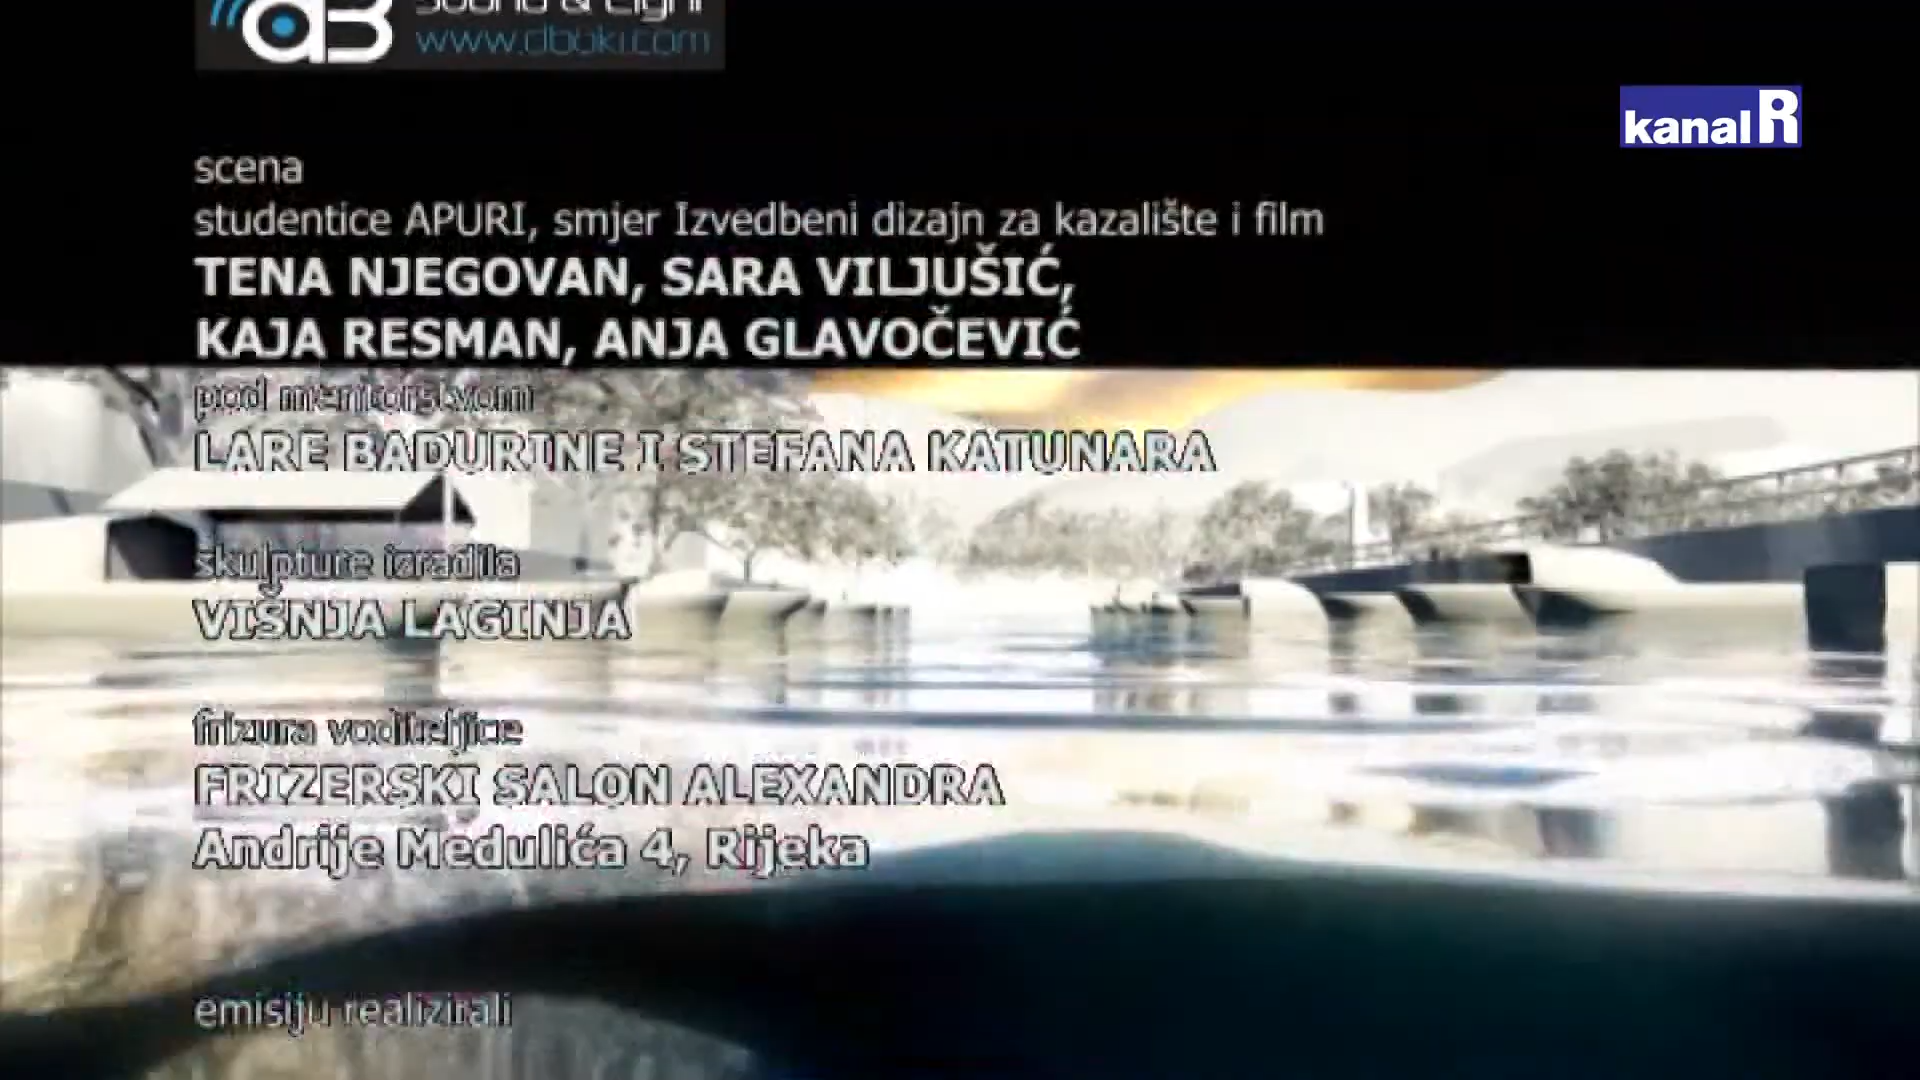 Sound & Light
www.dbuki.com
kanal R
scena
studentice APURI, smjer Izvedbeni dizajn za kazalište i film
TENA NJEGOVAN, SARA VILJUŠIĆ,
KAJA RESMAN, ANJA GLAVOČEVIĆ
pod mentorstvom
LARE BADURINE I STEFANA KATUNARA
skulpture izradila
VIŠNJA LAGINJA
frizura voditeljice
FRIZERSKI SALON ALEXANDRA
Andrije Medulića 4, Rijeka
emisiju realizirali